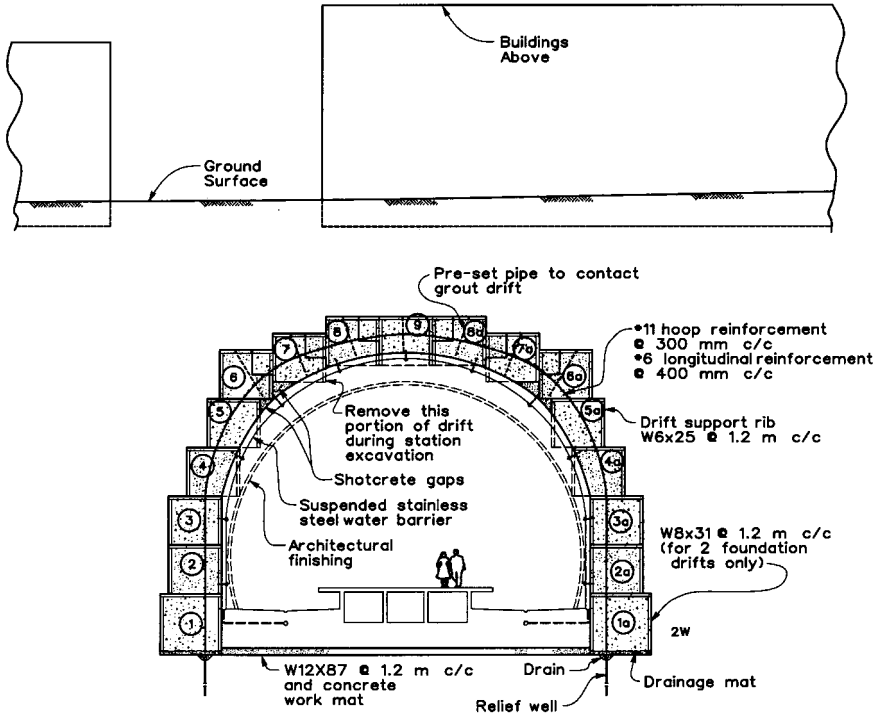 Buildings
Above
Ground
Surface
Pre-set pipe to contact
grout drift
*11 hoop reinforcement
@ 300 mm c/c
*6 longitudinal reinforcement
@ 400 mm c/c
9
8
8a
7
7a
6
6a
5
5a
Remove this
portion of drift
during station
excavation
Drift support rib
W6x25 @ 1.2 m c/c
4
4a
Shotcrete gaps
Suspended stainless
steel water barrier
3
3a
Architectural
finishing
W8x31 @ 1.2 m c/c
(for 2 foundation
drifts only)
2
2a
1
1a
2W
W12X87 @ 1.2 m c/c
and concrete
work mat
Drain
Relief well
Drainage mat